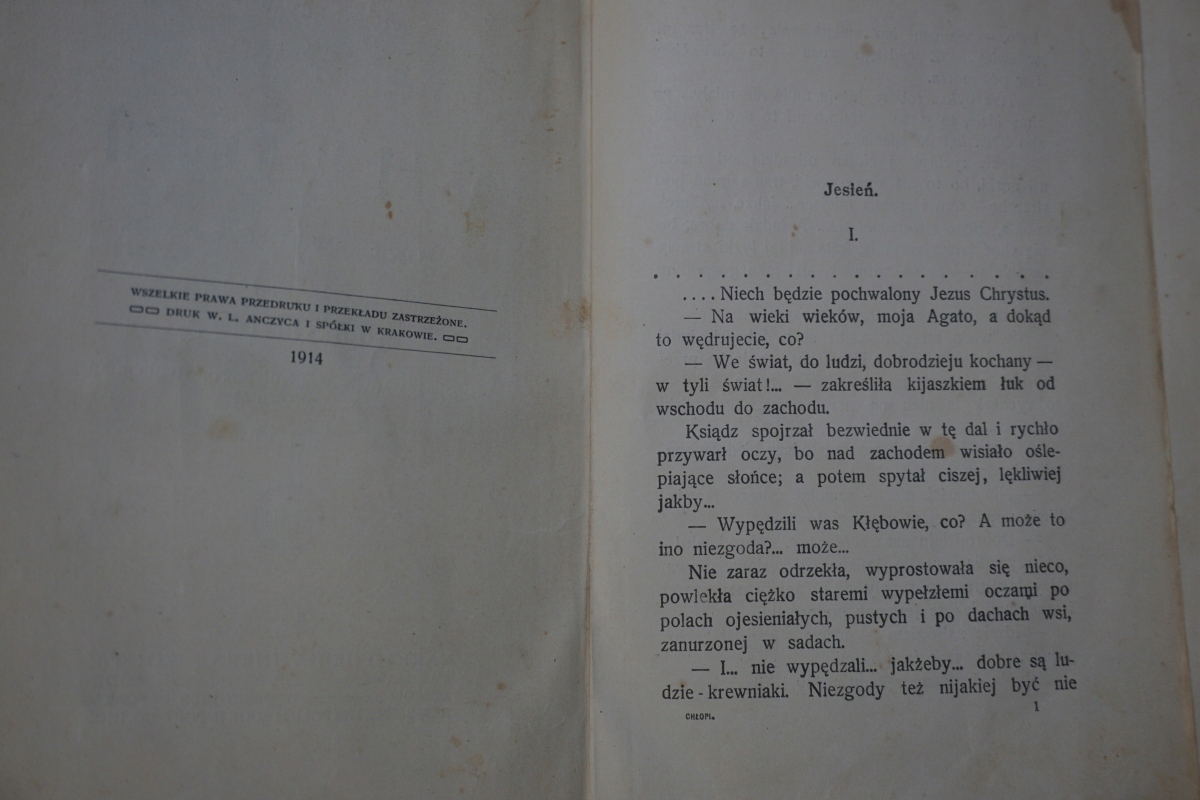 WSZELKIE PRAWA PRZEDRUKU I PRZEKŁADU ZASTRZEŻONE.
DRUK W. L. ANCZYCA I SPÓŁKI W KRAKOWIE.
1914
Jesień.
I.
. . . . . . . . . . . . . . . . . .
. . . . Niech będzie pochwalony Jezus Chrystus.
— Na wieki wieków, moja Agato, a dokąd
to wędrujecie, co?
— We świat, do ludzi, dobrodzieju kochany —
w tyli świat!... — zakreśliła kijaszkiem łuk od
wschodu do zachodu.
Ksiądz spojrzał bezwiednie w tę dal i rychło
przywarł oczy, bo nad zachodem wisiało ośle-
piające słońce; a potem spytał ciszej, lękliwiej
jakby...
— Wypędzili was Kłębowie, co? A może to
ino niezgoda?... może...
Nie zaraz odrzekła, wyprostowała się nieco,
powlekła ciężko staremi wypełzłemi oczami po
polach ojesieniałych, pustych i po dachach wsi,
zanurzonej w sadach.
— I... nie wypędzali... jakżeby... dobre są lu-
dzie - krewniaki. Niezgody też nijakiej być nie
CHŁOPI. 1